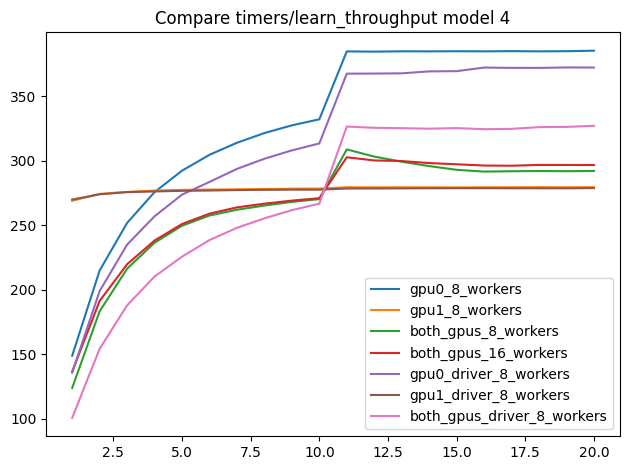 Compare timers/learn_throughput model 4
350
300
250
200
150
100
2.5 5.0 7.5 10.0 12.5 15.0 17.5 20.0
gpu0_8_workers
gpu1_8_workers
both_gpus_8_workers
both_gpus_16_workers
gpu0_driver_8_workers
gpu1_driver_8_workers
both_gpus_driver_8_workers